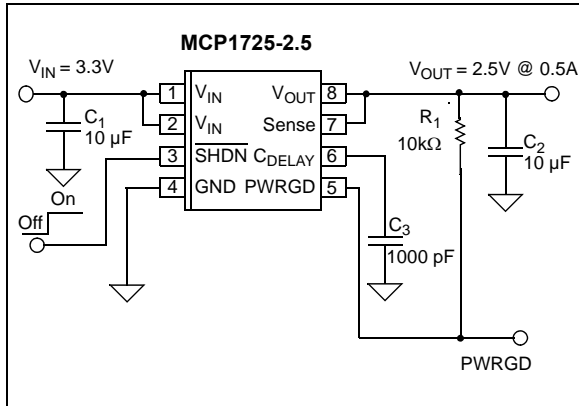 MCP1725-2.5
V_IN = 3.3V
V_OUT = 2.5V @ 0.5A
C_1
10 µF
1 V_IN
2 V_IN
3 S̅H̅D̅N̅
4 GND
V_OUT 8
Sense 7
C_DELAY 6
PWRGD 5
R_1
10kΩ
C_2
10 µF
On
Off
C_3
1000 pF
PWRGD